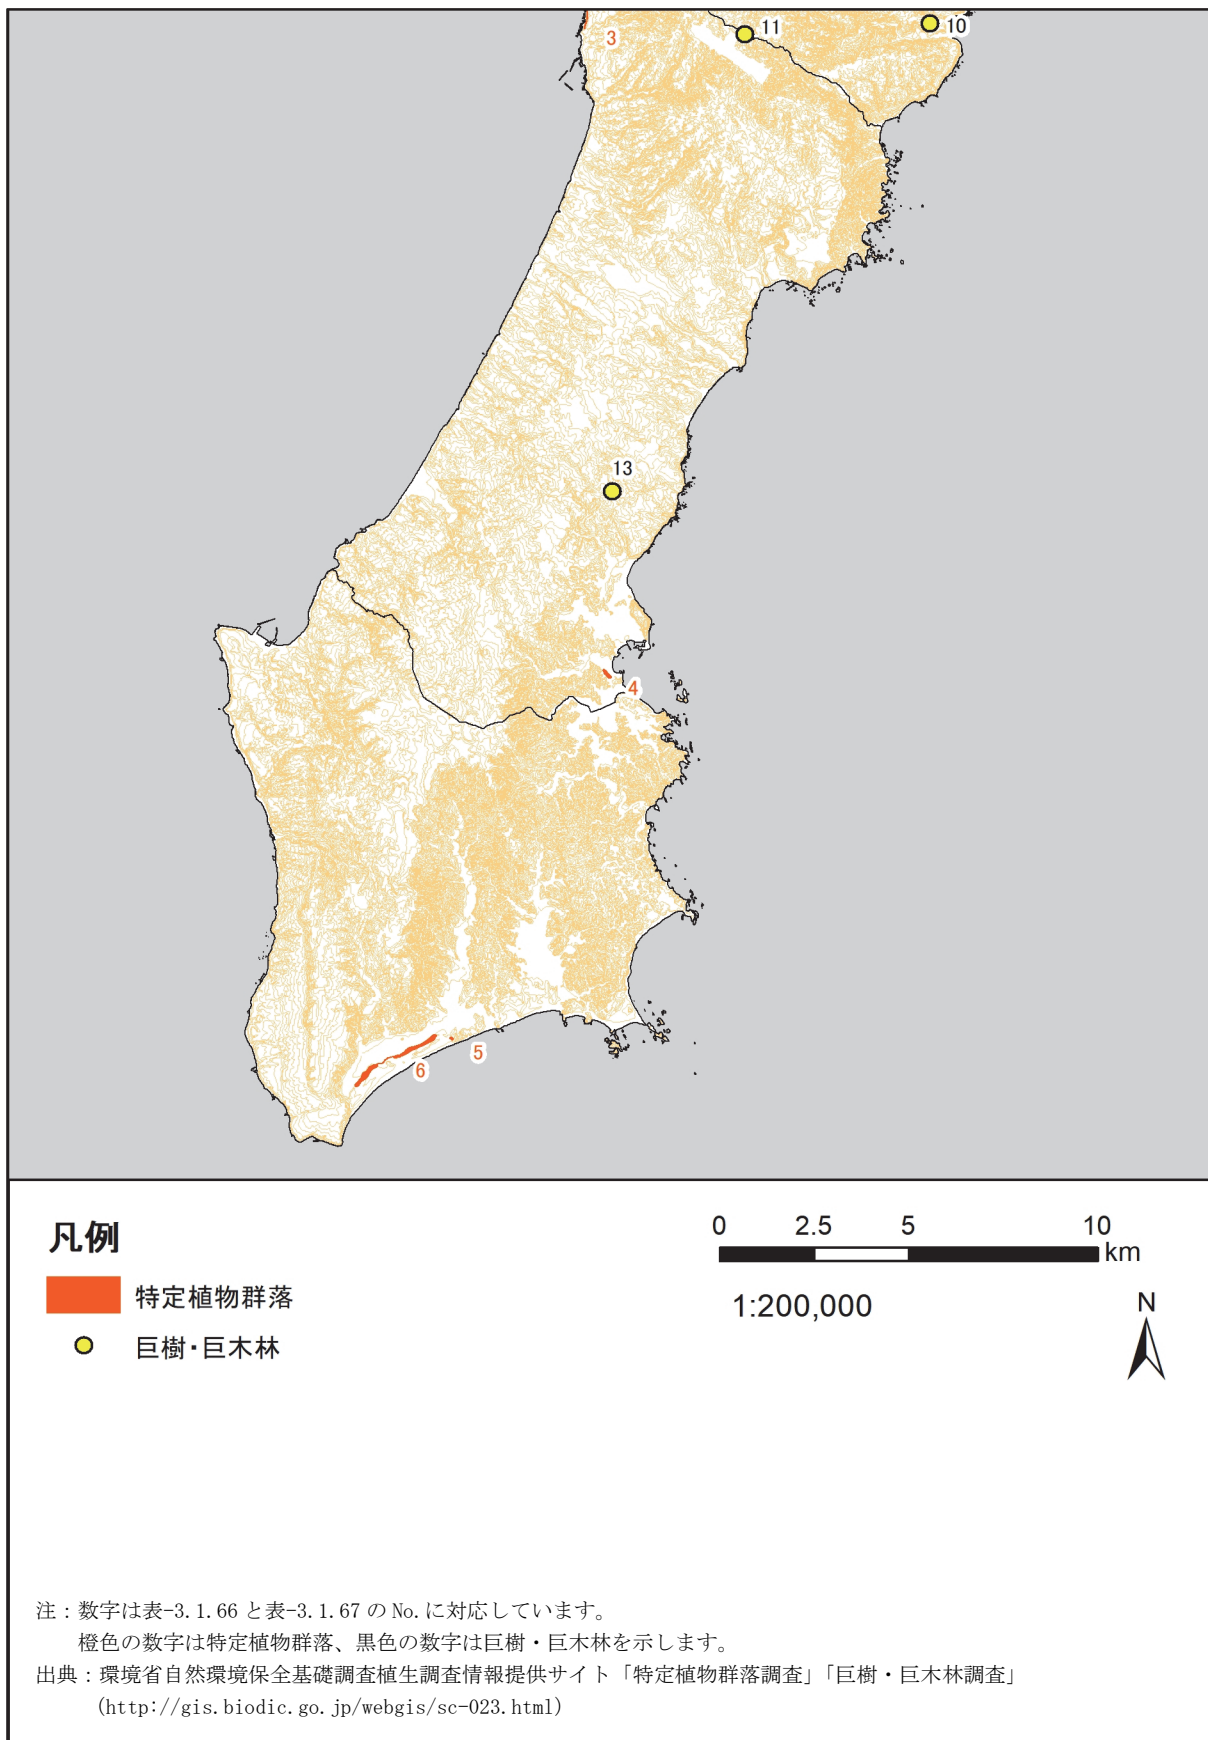 3
11
10
13
4
5
6
凡例
特定植物群落
巨樹・巨木林
0 2.5 5 10
km
1:200,000
N
注：数字は表-3.1.66 と表-3.1.67 の No. に対応しています。
橙色の数字は特定植物群落、黒色の数字は巨樹・巨木林を示します。
出典：環境省自然環境保全基礎調査植生調査情報提供サイト「特定植物群落調査」「巨樹・巨木林調査」
(http://gis.biodic.go.jp/webgis/sc-023.html)